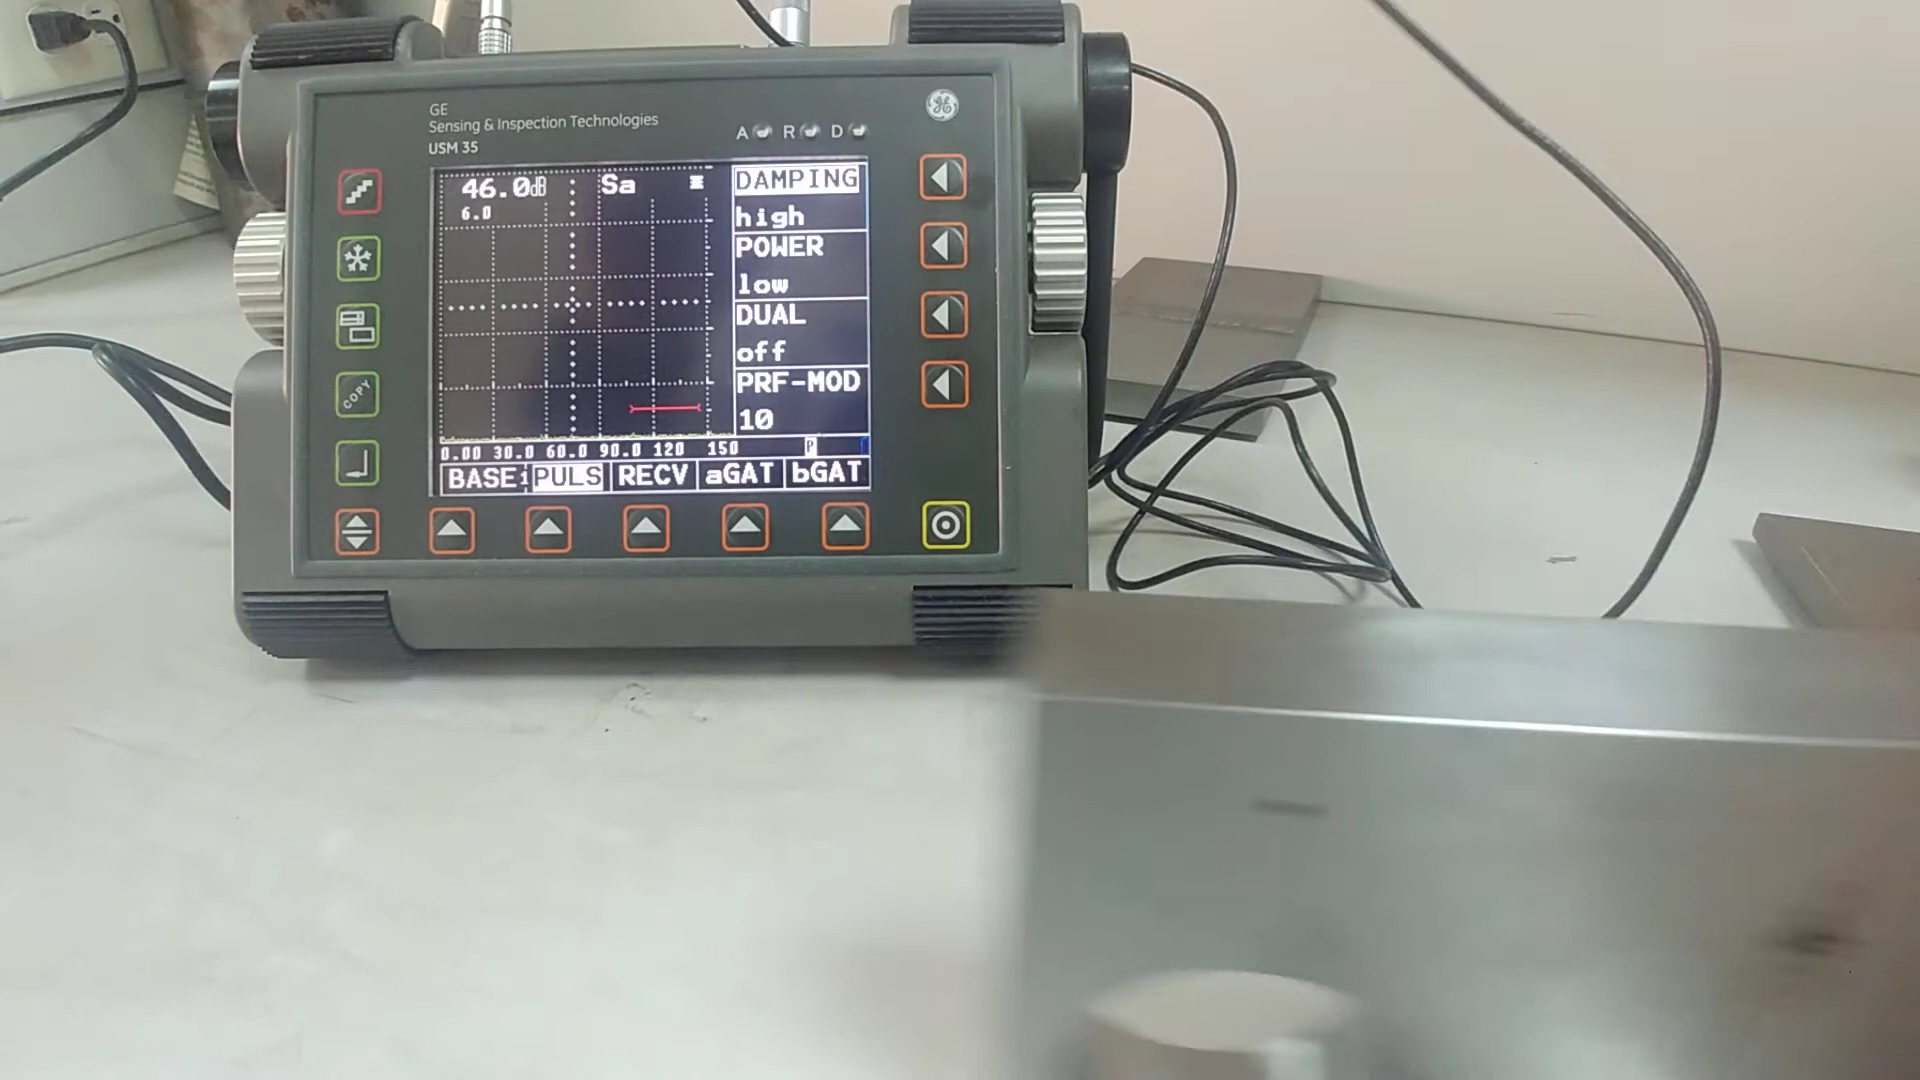 GE
Sensing & Inspection Technologies
USM 35
A R D
46.0dB
6.0
Sa
DAMPING
high
POWER
low
DUAL
off
PRF-MOD
10
0.00 30.0 60.0 90.0 120 150
P
BASE1 PULS RECV aGAT bGAT
COPY